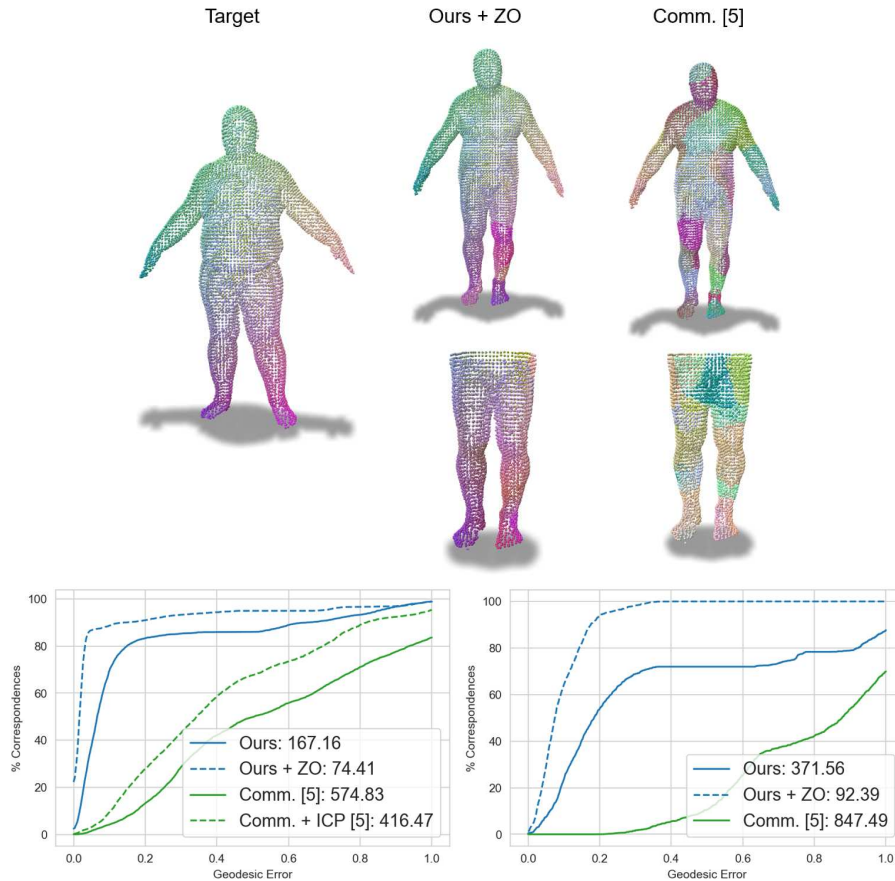 Target
Ours + ZO
Comm. [5]
100
80
60
40
20
0
% Correspondences
0.0 0.2 0.4 0.6 0.8 1.0
Geodesic Error
Ours: 167.16
Ours + ZO: 74.41
Comm. [5]: 574.83
Comm. + ICP [5]: 416.47
100
80
60
40
20
0
% Correspondences
0.0 0.2 0.4 0.6 0.8 1.0
Geodesic Error
Ours: 371.56
Ours + ZO: 92.39
Comm. [5]: 847.49